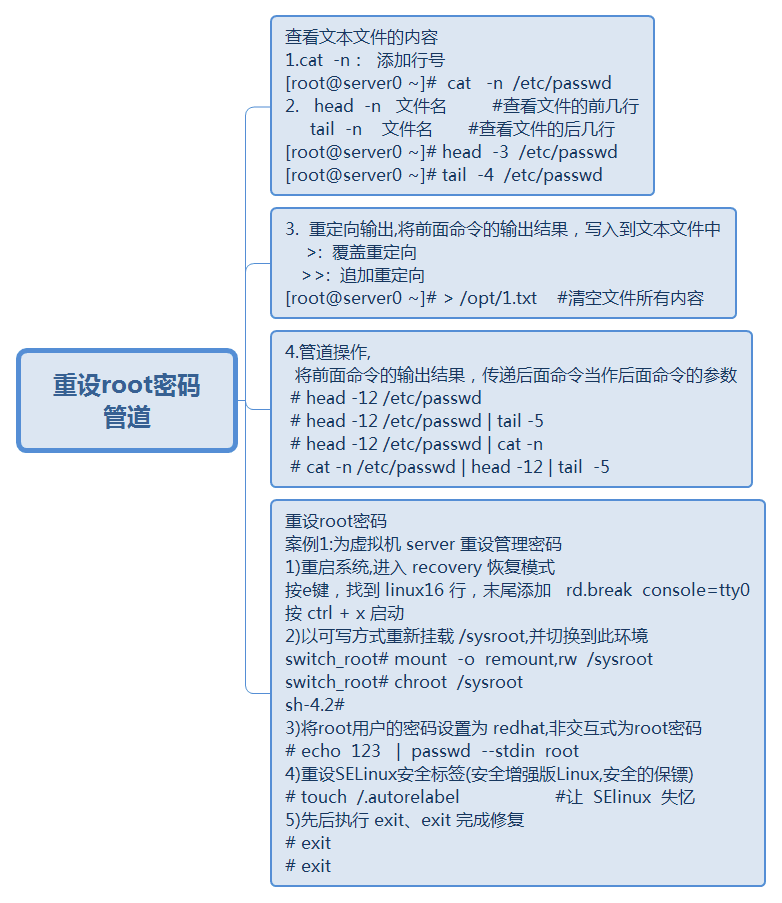 重设root密码
管道
查看文本文件的内容
1.cat -n： 添加行号
[root@server0 ~]# cat -n /etc/passwd
2. head -n 文件名 #查看文件的前几行
tail -n 文件名 #查看文件的后几行
[root@server0 ~]# head -3 /etc/passwd
[root@server0 ~]# tail -4 /etc/passwd
3. 重定向输出,将前面命令的输出结果，写入到文本文件中
>: 覆盖重定向
>>: 追加重定向
[root@server0 ~]# > /opt/1.txt #清空文件所有内容
4.管道操作,
将前面命令的输出结果，传递后面命令当作后面命令的参数
# head -12 /etc/passwd
# head -12 /etc/passwd | tail -5
# head -12 /etc/passwd | cat -n
# cat -n /etc/passwd | head -12 | tail -5
重设root密码
案例1:为虚拟机 server 重设管理密码
1)重启系统,进入 recovery 恢复模式
按e键，找到 linux16 行，末尾添加 rd.break console=tty0
按 ctrl + x 启动
2)以可写方式重新挂载 /sysroot,并切换到此环境
switch_root# mount -o remount,rw /sysroot
switch_root# chroot /sysroot
sh-4.2#
3)将root用户的密码设置为 redhat,非交互式为root密码
# echo 123 | passwd --stdin root
4)重设SELinux安全标签(安全增强版Linux,安全的保镖)
# touch /.autorelabel #让 SElinux 失忆
5)先后执行 exit、exit 完成修复
# exit
# exit